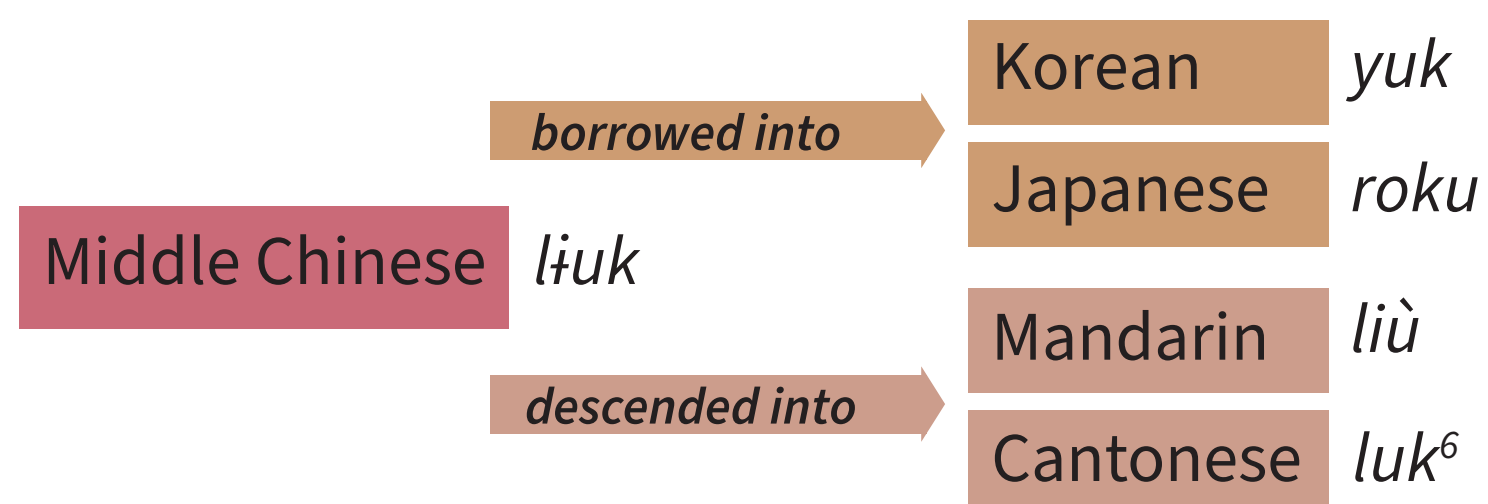 Korean yuk
borrowed into
Japanese roku
Middle Chinese lɨuk
Mandarin liù
descended into
Cantonese luk⁶